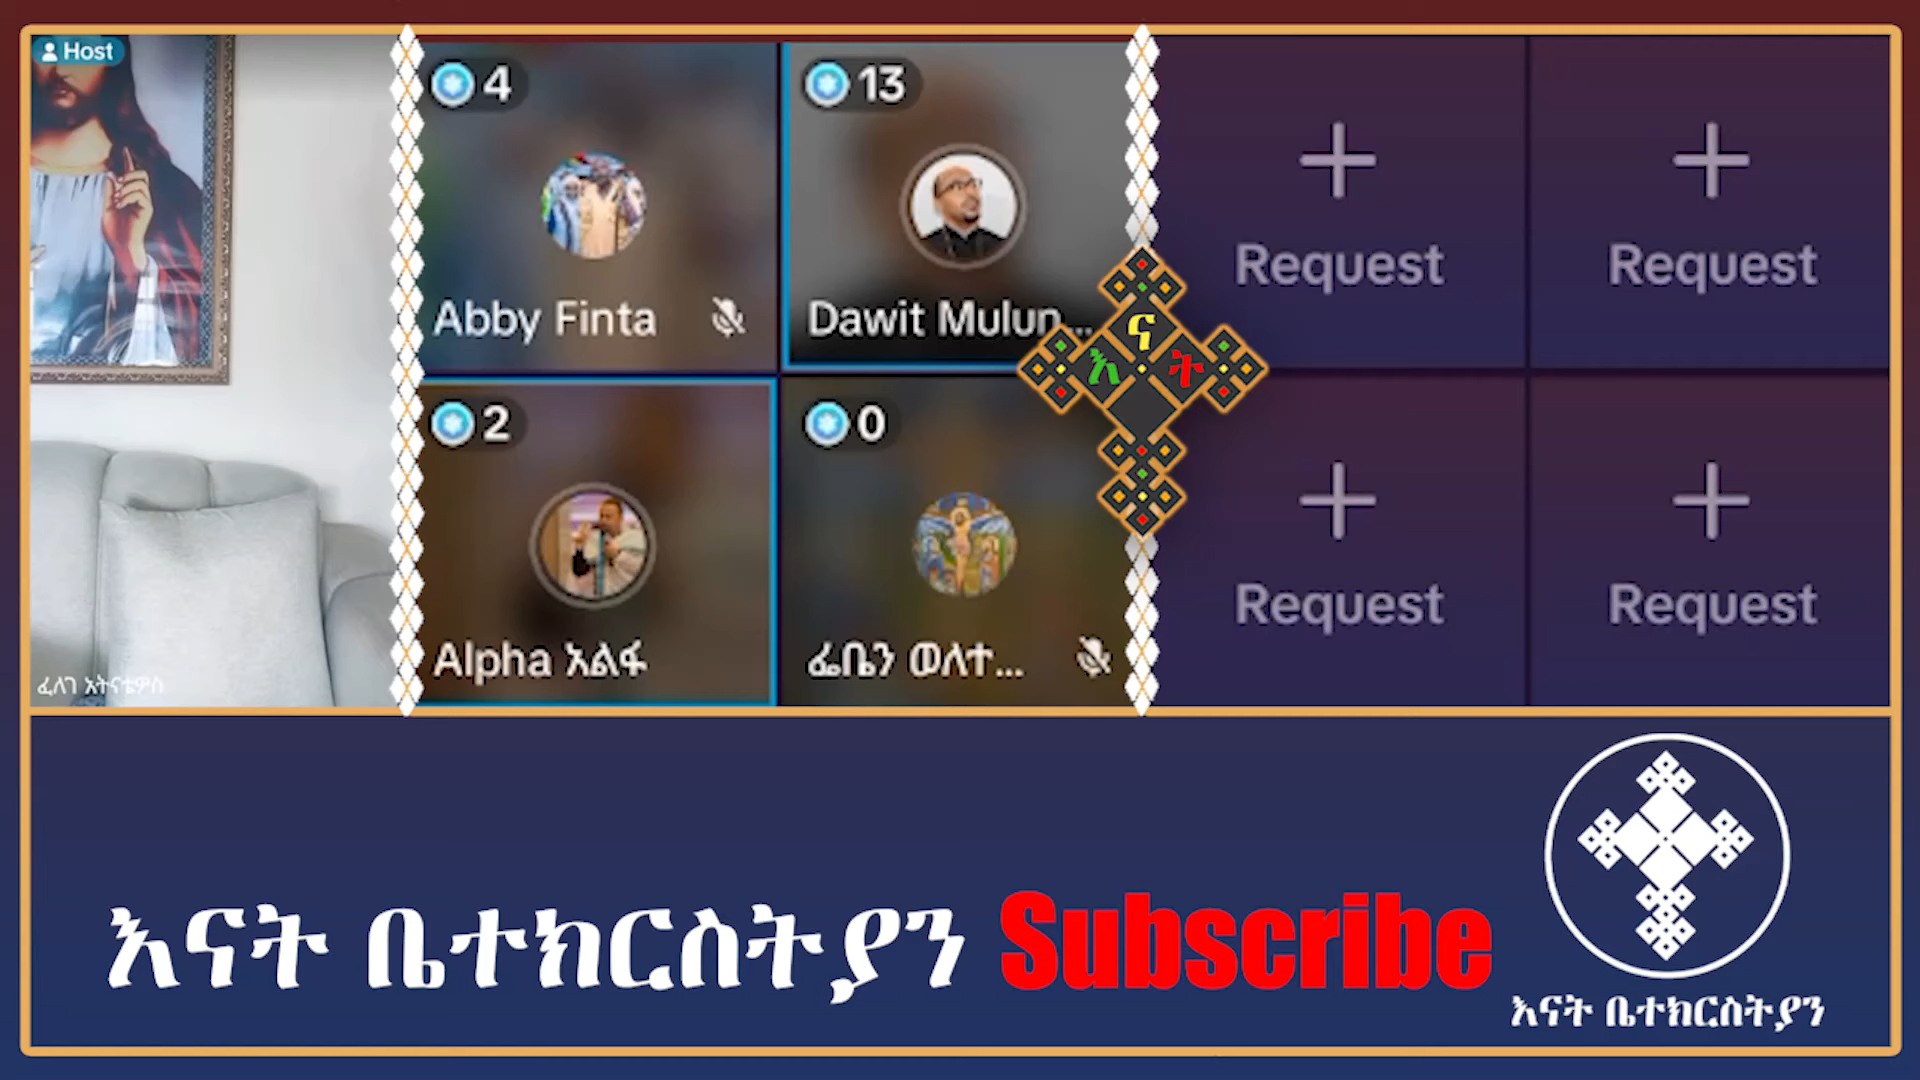 Host
4
13
Abby Finta
Dawit Mulun...
Request
Request
እ
ና
ት
2
0
Alpha አልፋ
ፌቤን ወለተ...
Request
Request
ፈለገ አትናቴዎስ
እናት ቤተክርስትያን Subscribe
እናት ቤተክርስትያን